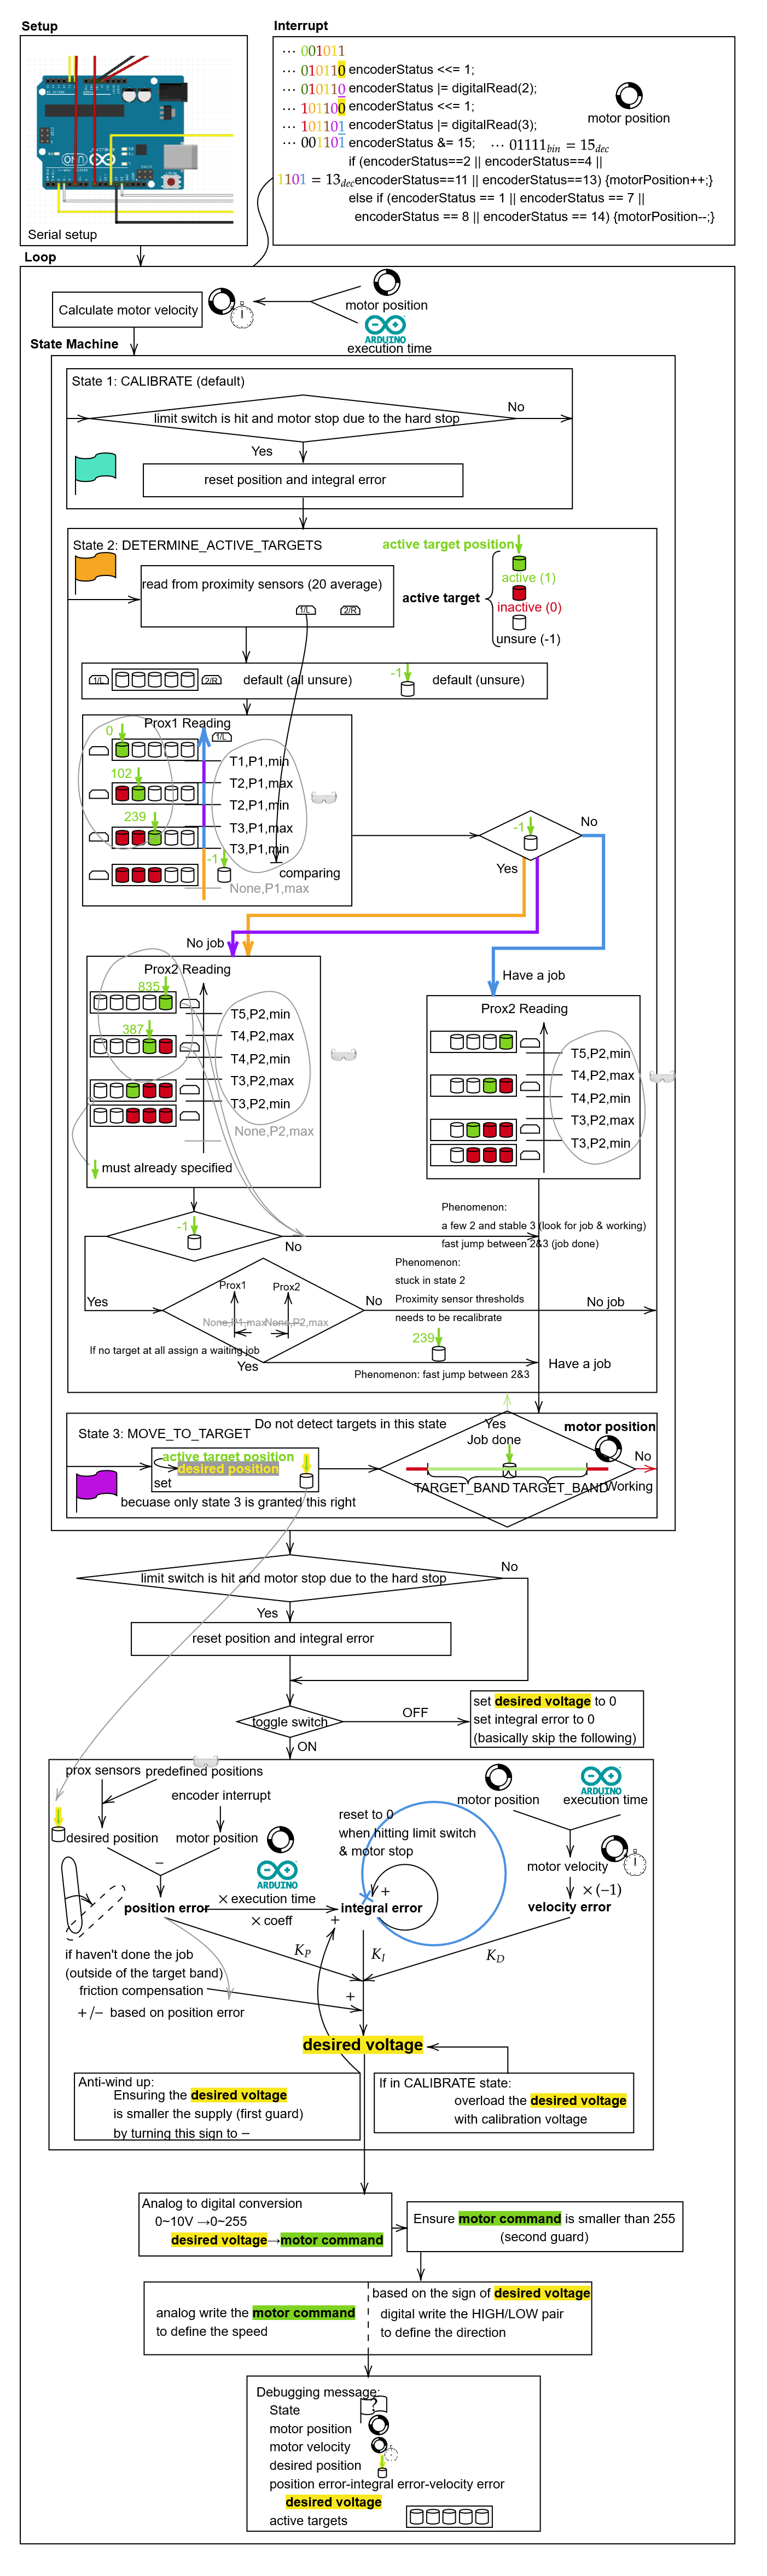 Setup
Serial setup
Interrupt
⋯ 001011
⋯ 010110 encoderStatus <<= 1;
⋯ 010110 encoderStatus |= digitalRead(2);
⋯ 101100 encoderStatus <<= 1;
⋯ 101101 encoderStatus |= digitalRead(3);
⋯ 001101 encoderStatus &= 15; ⋯ 01111bin = 15dec
if (encoderStatus==2 || encoderStatus==4 ||
1101 = 13dec encoderStatus==11 || encoderStatus==13) {motorPosition++;}
else if (encoderStatus == 1 || encoderStatus == 7 ||
encoderStatus == 8 || encoderStatus == 14) {motorPosition--;}
motor position
Loop
Calculate motor velocity
motor position
ARDUINO
execution time
State Machine
State 1: CALIBRATE (default)
limit switch is hit and motor stop due to the hard stop
No
Yes
reset position and integral error
State 2: DETERMINE_ACTIVE_TARGETS
read from proximity sensors (20 average)
1/L 2/R
active target position
active target
active (1)
inactive (0)
unsure (-1)
1/L 2/R
default (all unsure)
-1
default (unsure)
Prox1 Reading
1/L
0
T1,P1,min
102
T2,P1,max
T2,P1,min
239
T3,P1,max
T3,P1,min
-1
comparing
None,P1,max
-1
No
Yes
No job
Have a job
Prox2 Reading
835
T5,P2,min
387
T4,P2,max
T4,P2,min
T3,P2,max
T3,P2,min
None,P2,max
must already specified
Prox2 Reading
T5,P2,min
T4,P2,max
T4,P2,min
T3,P2,max
T3,P2,min
-1
No
Yes
Phenomenon:
a few 2 and stable 3 (look for job & working)
fast jump between 2&3 (job done)
Prox1 Prox2
None,P1,max None,P2,max
If no target at all assign a waiting job
Yes
No
Phenomenon:
stuck in state 2
Proximity sensor thresholds
needs to be recalibrate
No job
239
Have a job
Phenomenon: fast jump between 2&3
State 3: MOVE_TO_TARGET
Do not detect targets in this state
active target position
desired position
set
becuase only state 3 is granted this right
Yes
Job done
motor position
TARGET_BAND TARGET_BAND
No
Working
limit switch is hit and motor stop due to the hard stop
No
Yes
reset position and integral error
toggle switch
OFF
ON
set desired voltage to 0
set integral error to 0
(basically skip the following)
prox sensors predefined positions
encoder interrupt
desired position motor position
−
ARDUINO
position error
× execution time
× coeff
reset to 0
when hitting limit switch
& motor stop
+
integral error
+
motor position
ARDUINO
execution time
motor velocity
× (−1)
velocity error
KP KI KD
if haven't done the job
(outside of the target band)
friction compensation
+/− based on position error
+
desired voltage
Anti-wind up:
Ensuring the desired voltage
is smaller the supply (first guard)
by turning this sign to −
If in CALIBRATE state:
overload the desired voltage
with calibration voltage
Analog to digital conversion
0~10V →0~255
desired voltage→motor command
Ensure motor command is smaller than 255
(second guard)
analog write the motor command
to define the speed
based on the sign of desired voltage
digital write the HIGH/LOW pair
to define the direction
Debugging message:
State
?
motor position
motor velocity
desired position
position error-integral error-velocity error
desired voltage
active targets